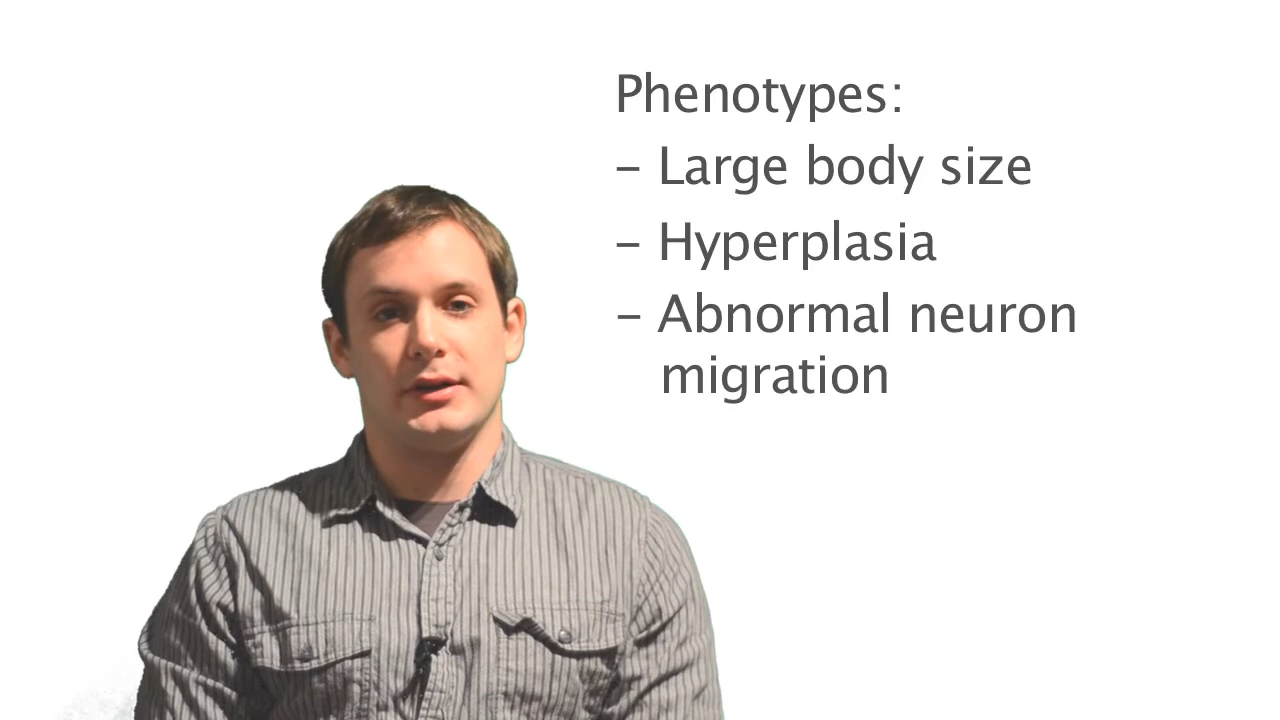 Phenotypes:
- Large body size
- Hyperplasia
- Abnormal neuron
migration